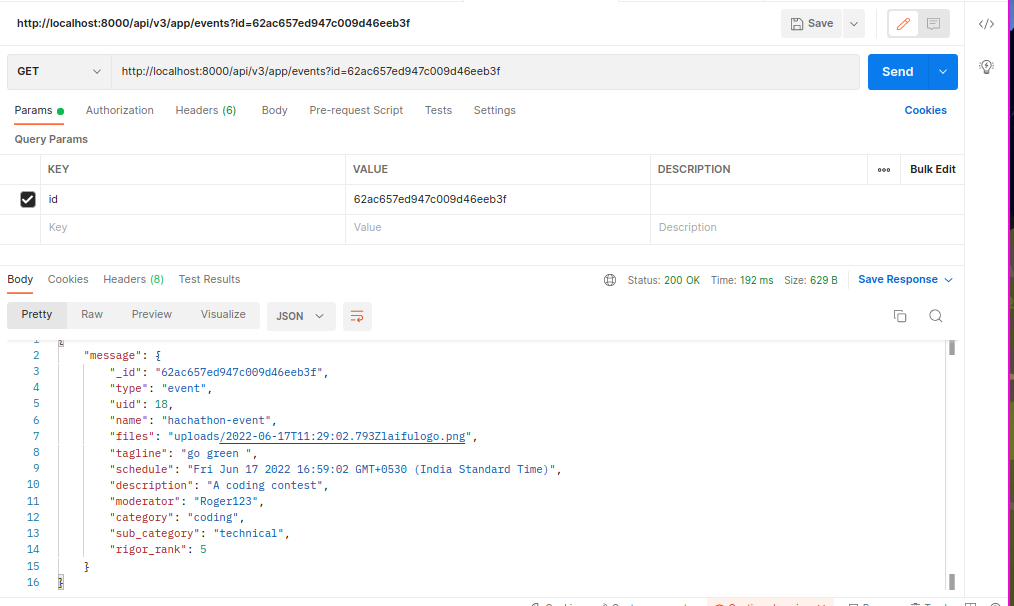 http://localhost:8000/api/v3/app/events?id=62ac657ed947c009d46eeb3f Save
GET http://localhost:8000/api/v3/app/events?id=62ac657ed947c009d46eeb3f Send
Params Authorization Headers (6) Body Pre-request Script Tests Settings Cookies
Query Params
KEY VALUE DESCRIPTION Bulk Edit
id 62ac657ed947c009d46eeb3f
Key Value Description
Body Cookies Headers (8) Test Results Status: 200 OK Time: 192 ms Size: 629 B Save Response
Pretty Raw Preview Visualize JSON
1 {
2 "message": {
3 "_id": "62ac657ed947c009d46eeb3f",
4 "type": "event",
5 "uid": 18,
6 "name": "hachathon-event",
7 "files": "uploads/2022-06-17T11:29:02.793Zlaifulogo.png",
8 "tagline": "go green ",
9 "schedule": "Fri Jun 17 2022 16:59:02 GMT+0530 (India Standard Time)",
10 "description": "A coding contest",
11 "moderator": "Roger123",
12 "category": "coding",
13 "sub_category": "technical",
14 "rigor_rank": 5
15 }
16 }